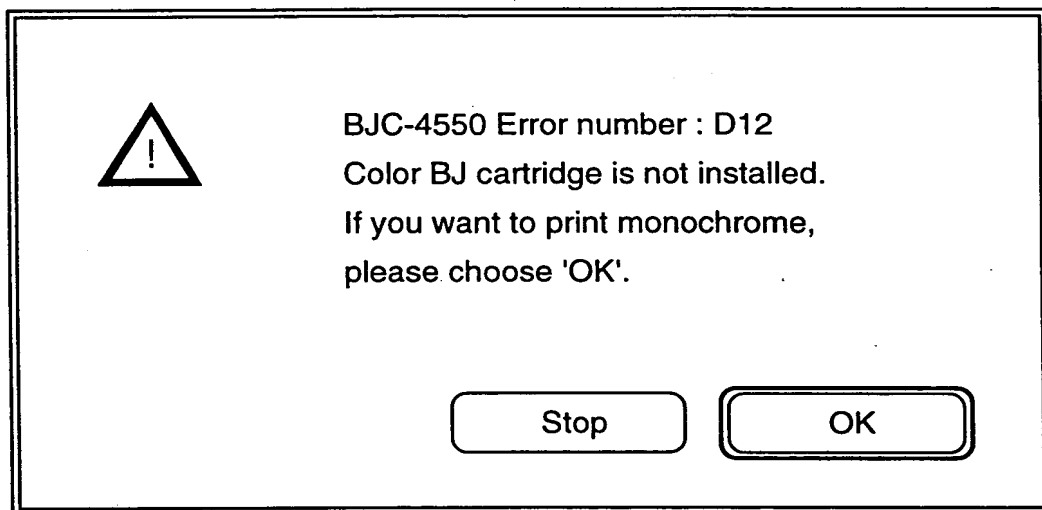 !
BJC-4550 Error number : D12
Color BJ cartridge is not installed.
If you want to print monochrome,
please choose 'OK'.
Stop
OK